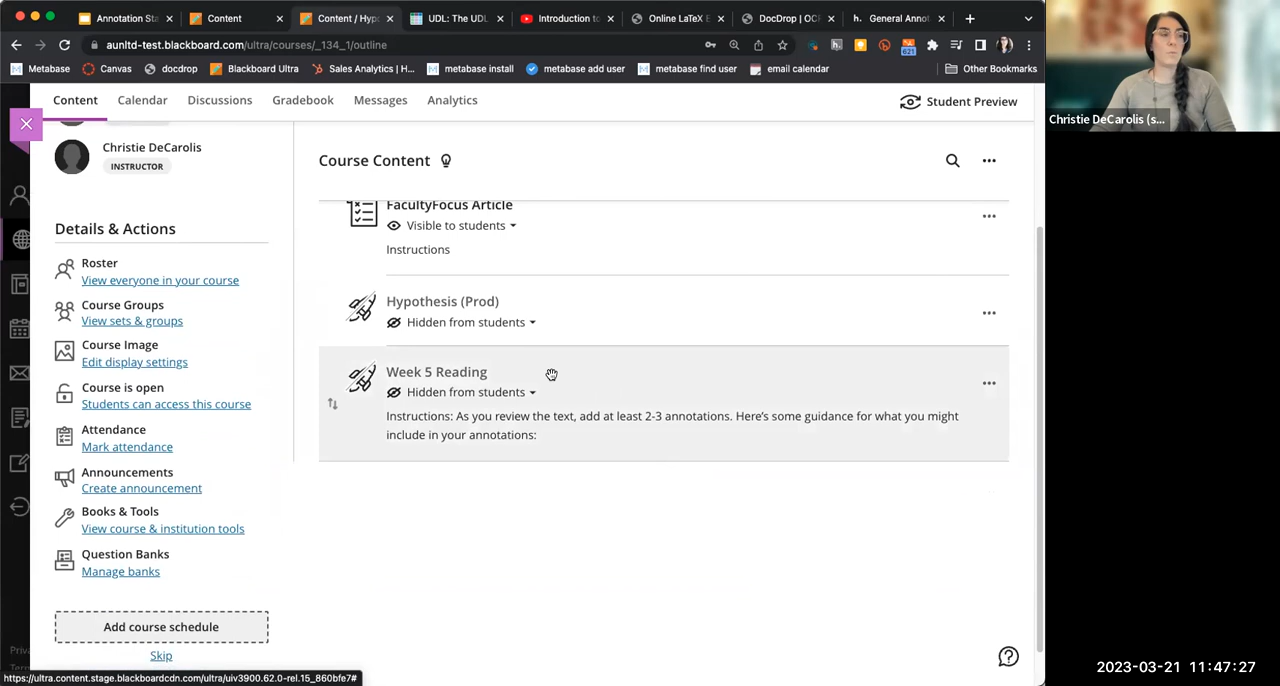 Annotation Sta
Content
Content / Hypo
UDL: The UDL
Introduction to
Online LaTeX E
DocDrop | OCR
h. General Annot
aunltd-test.blackboard.com/ultra/courses/_134_1/outline
621
Metabase
Canvas
docdrop
Blackboard Ultra
Sales Analytics | H...
metabase install
metabase add user
metabase find user
email calendar
Other Bookmarks
Content
Calendar
Discussions
Gradebook
Messages
Analytics
Student Preview
Christie DeCarolis (s...
Christie DeCarolis
INSTRUCTOR
Course Content
Details & Actions
Roster
View everyone in your course
Course Groups
View sets & groups
Course Image
Edit display settings
Course is open
Students can access this course
Attendance
Mark attendance
Announcements
Create announcement
Books & Tools
View course & institution tools
Question Banks
Manage banks
Add course schedule
Skip
FacultyFocus Article
Visible to students
Instructions
Hypothesis (Prod)
Hidden from students
Week 5 Reading
Hidden from students
Instructions: As you review the text, add at least 2-3 annotations. Here's some guidance for what you might
include in your annotations:
Priva
Term
https://ultra.content.stage.blackboardcdn.com/ultra/uiv3900.62.0-rel.15_860bfe7#
2023-03-21 11:47:27